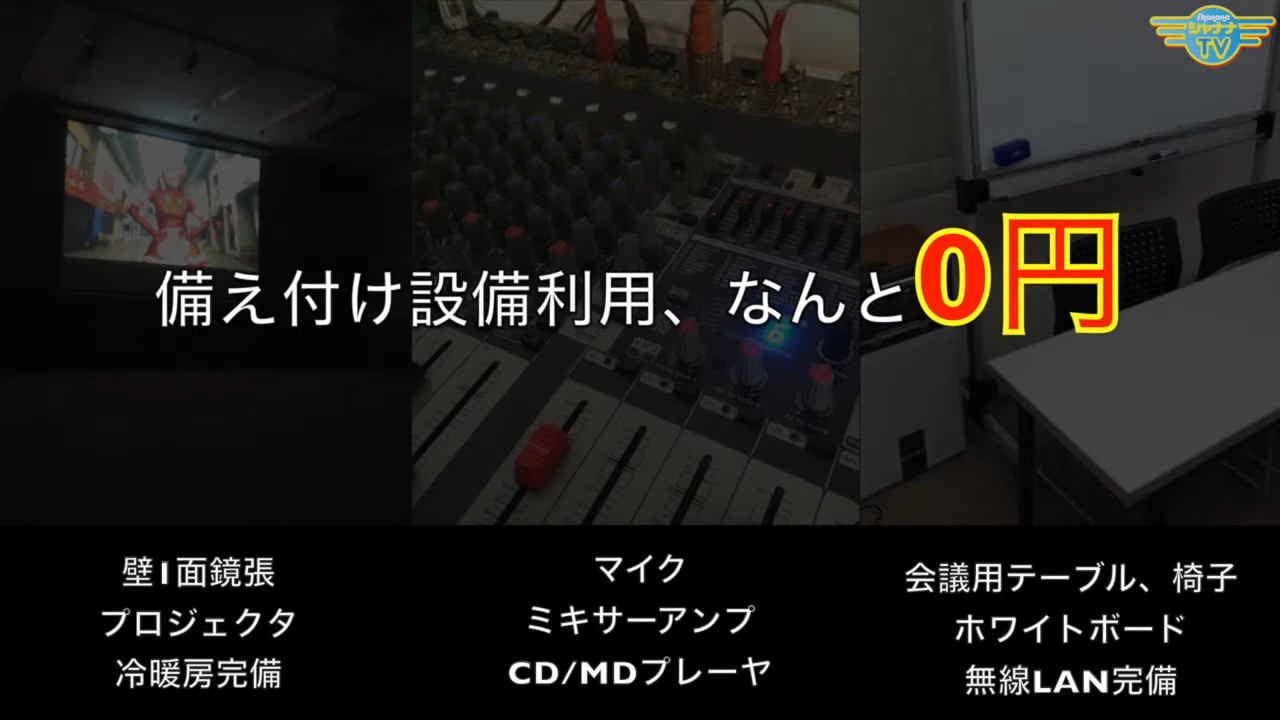 Shanana
シャナナ
TV
備え付け設備利用、なんと0円
6
壁1面鏡張
プロジェクタ
冷暖房完備
マイク
ミキサーアンプ
CD/MDプレーヤ
会議用テーブル、椅子
ホワイトボード
無線LAN完備